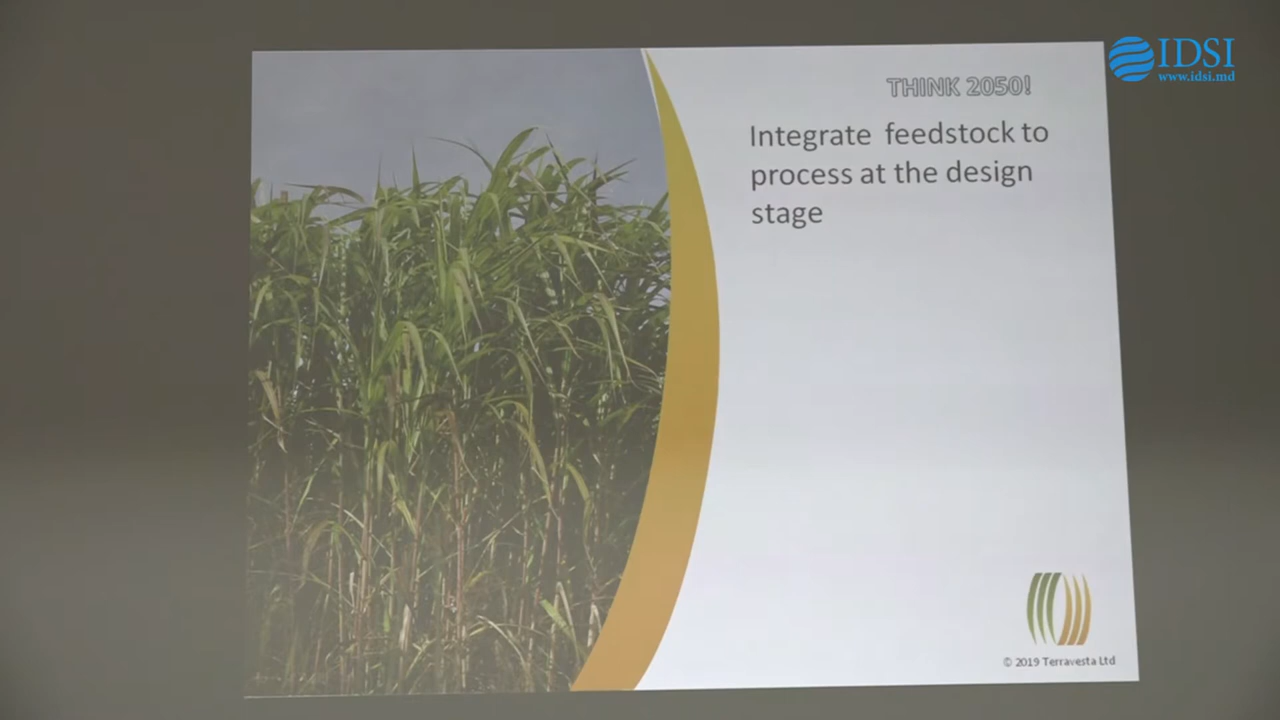 IDSI
www.idsi.md
THINK 2050!
Integrate feedstock to
process at the design
stage
© 2019 Terravesta Ltd